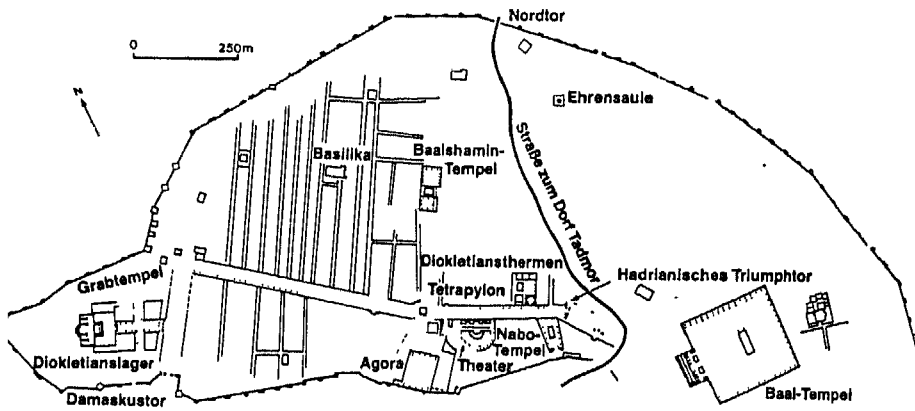 Nordtor
0 250m
N
Ehrensaule
Straße zum Dorf Tadmor
Basilika
Baalshamin-
Tempel
Diokletiansthermen
Hadrianisches Triumphtor
Grabtempel
Tetrapylon
Nabo-
Tempel
Diokletianslager
Agora
Theater
Damaskustor
Baal-Tempel